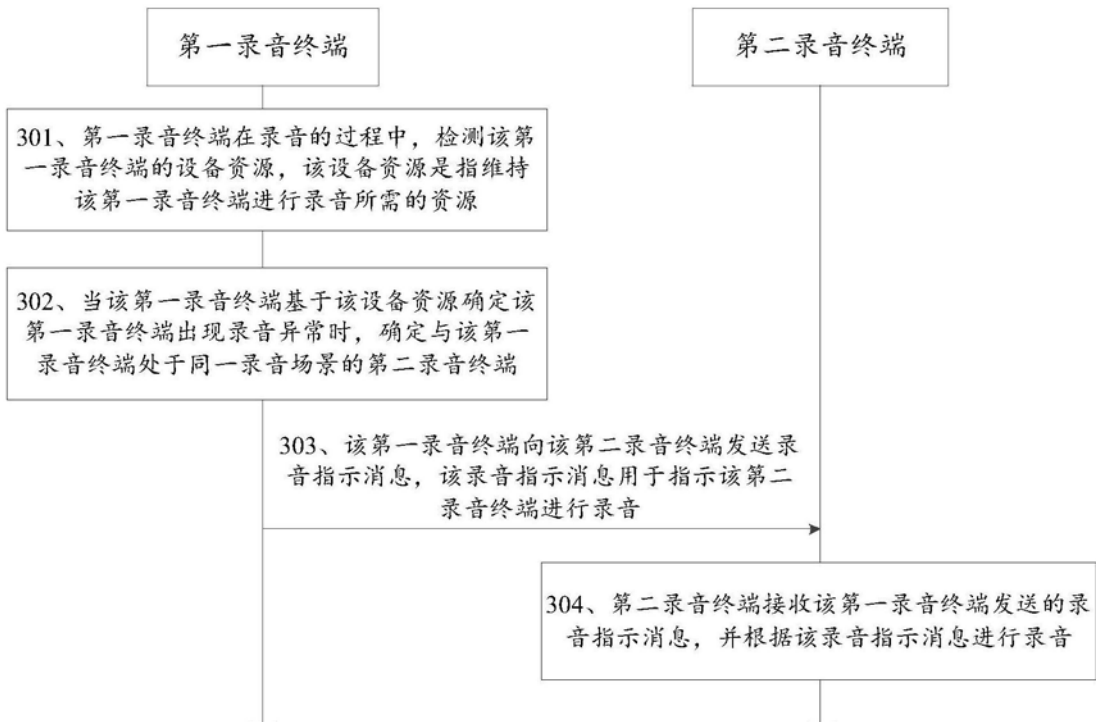 第一录音终端
第二录音终端
301、第一录音终端在录音的过程中，检测该第
一录音终端的设备资源，该设备资源是指维持
该第一录音终端进行录音所需的资源
302、当该第一录音终端基于该设备资源确定该
第一录音终端出现录音异常时，确定与该第一
录音终端处于同一录音场景的第二录音终端
303、该第一录音终端向该第二录音终端发送录
音指示消息，该录音指示消息用于指示该第二
录音终端进行录音
304、第二录音终端接收该第一录音终端发送的录
音指示消息，并根据该录音指示消息进行录音